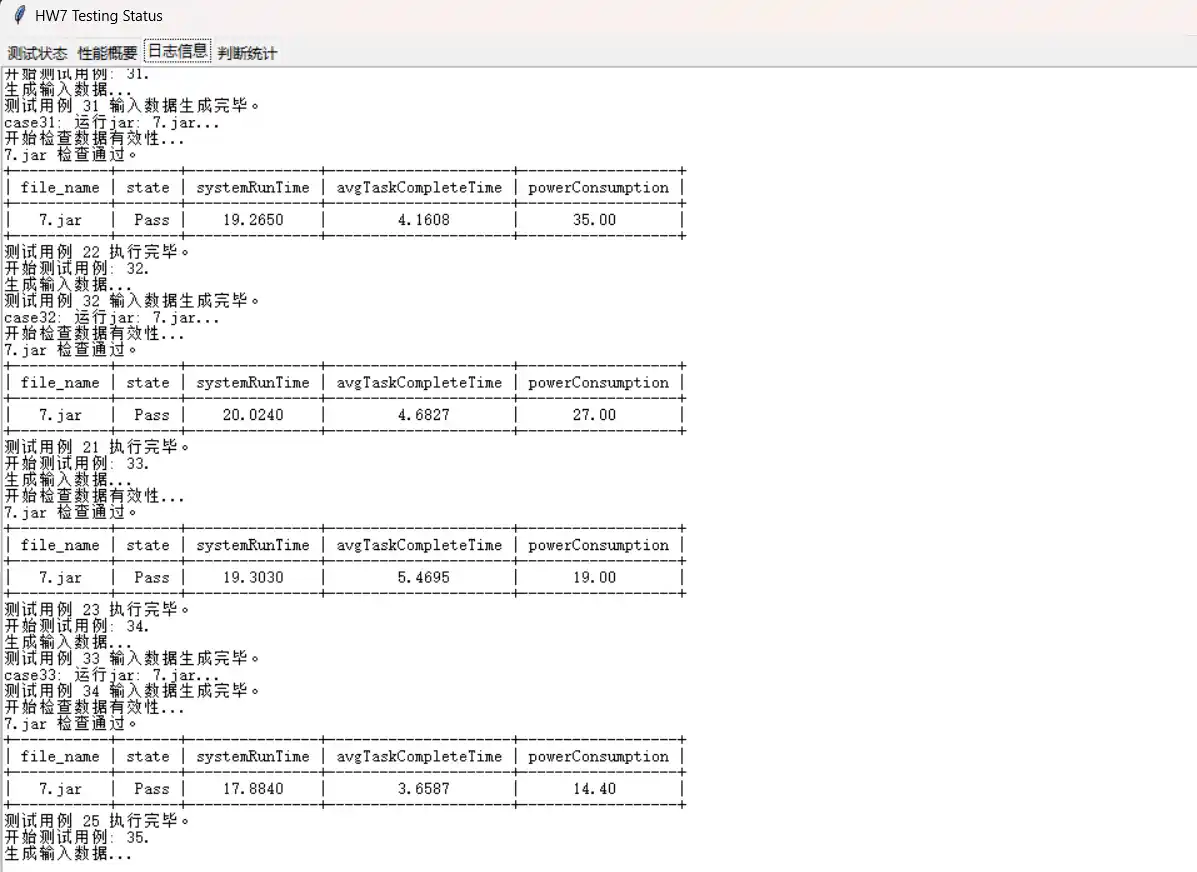 HW7 Testing Status
测试状态 性能概要 日志信息 判断统计
开始测试用例: 31.
生成输入数据...
测试用例 31 输入数据生成完毕。
case31: 运行jar: 7.jar...
开始检查数据有效性...
7.jar 检查通过。
+------------+-------+---------------+---------------------+------------------+
| file_name | state | systemRunTime | avgTaskCompleteTime | powerConsumption |
+------------+-------+---------------+---------------------+------------------+
| 7.jar | Pass | 19.2650 | 4.1608 | 35.00 |
+------------+-------+---------------+---------------------+------------------+
测试用例 22 执行完毕。
开始测试用例: 32.
生成输入数据...
测试用例 32 输入数据生成完毕。
case32: 运行jar: 7.jar...
开始检查数据有效性...
7.jar 检查通过。
+------------+-------+---------------+---------------------+------------------+
| file_name | state | systemRunTime | avgTaskCompleteTime | powerConsumption |
+------------+-------+---------------+---------------------+------------------+
| 7.jar | Pass | 20.0240 | 4.6827 | 27.00 |
+------------+-------+---------------+---------------------+------------------+
测试用例 21 执行完毕。
开始测试用例: 33.
生成输入数据...
开始检查数据有效性...
7.jar 检查通过。
+------------+-------+---------------+---------------------+------------------+
| file_name | state | systemRunTime | avgTaskCompleteTime | powerConsumption |
+------------+-------+---------------+---------------------+------------------+
| 7.jar | Pass | 19.3030 | 5.4695 | 19.00 |
+------------+-------+---------------+---------------------+------------------+
测试用例 23 执行完毕。
开始测试用例: 34.
生成输入数据...
测试用例 33 输入数据生成完毕。
case33: 运行jar: 7.jar...
测试用例 34 输入数据生成完毕。
开始检查数据有效性...
7.jar 检查通过。
+------------+-------+---------------+---------------------+------------------+
| file_name | state | systemRunTime | avgTaskCompleteTime | powerConsumption |
+------------+-------+---------------+---------------------+------------------+
| 7.jar | Pass | 17.8840 | 3.6587 | 14.40 |
+------------+-------+---------------+---------------------+------------------+
测试用例 25 执行完毕。
开始测试用例: 35.
生成输入数据...